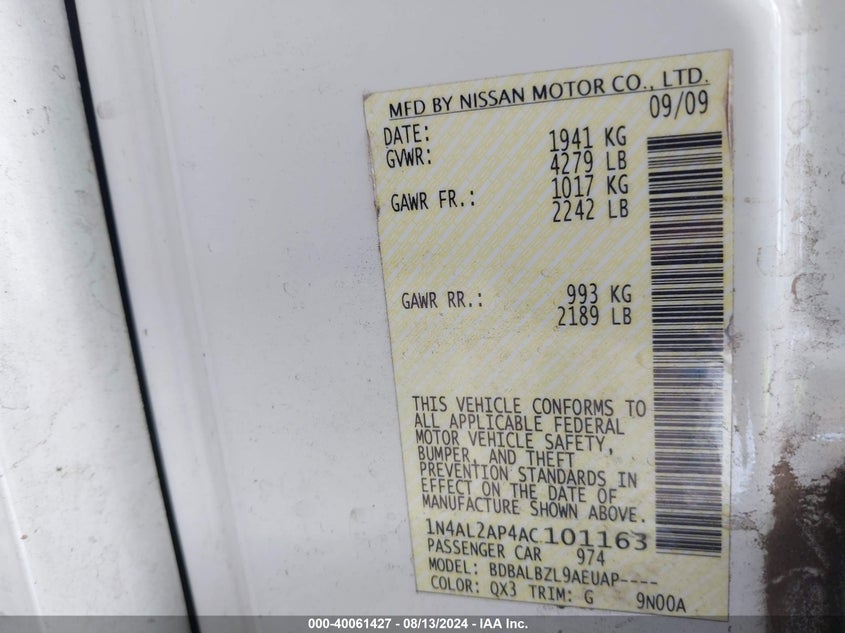 MFD BY NISSAN MOTOR CO., LTD.
DATE: 09/09
GVWR: 1941 KG
4279 LB
GAWR FR.: 1017 KG
2242 LB
GAWR RR.: 993 KG
2189 LB
THIS VEHICLE CONFORMS TO
ALL APPLICABLE FEDERAL
MOTOR VEHICLE SAFETY,
BUMPER, AND THEFT
PREVENTION STANDARDS IN
EFFECT ON THE DATE OF
MANUFACTURE SHOWN ABOVE.
1N4AL2AP4AC101163
PASSENGER CAR 974
MODEL: BDBALBZL9AEUAP----
COLOR: QX3 TRIM: G 9N00A
000-40061427 - 08/13/2024 - IAA Inc.